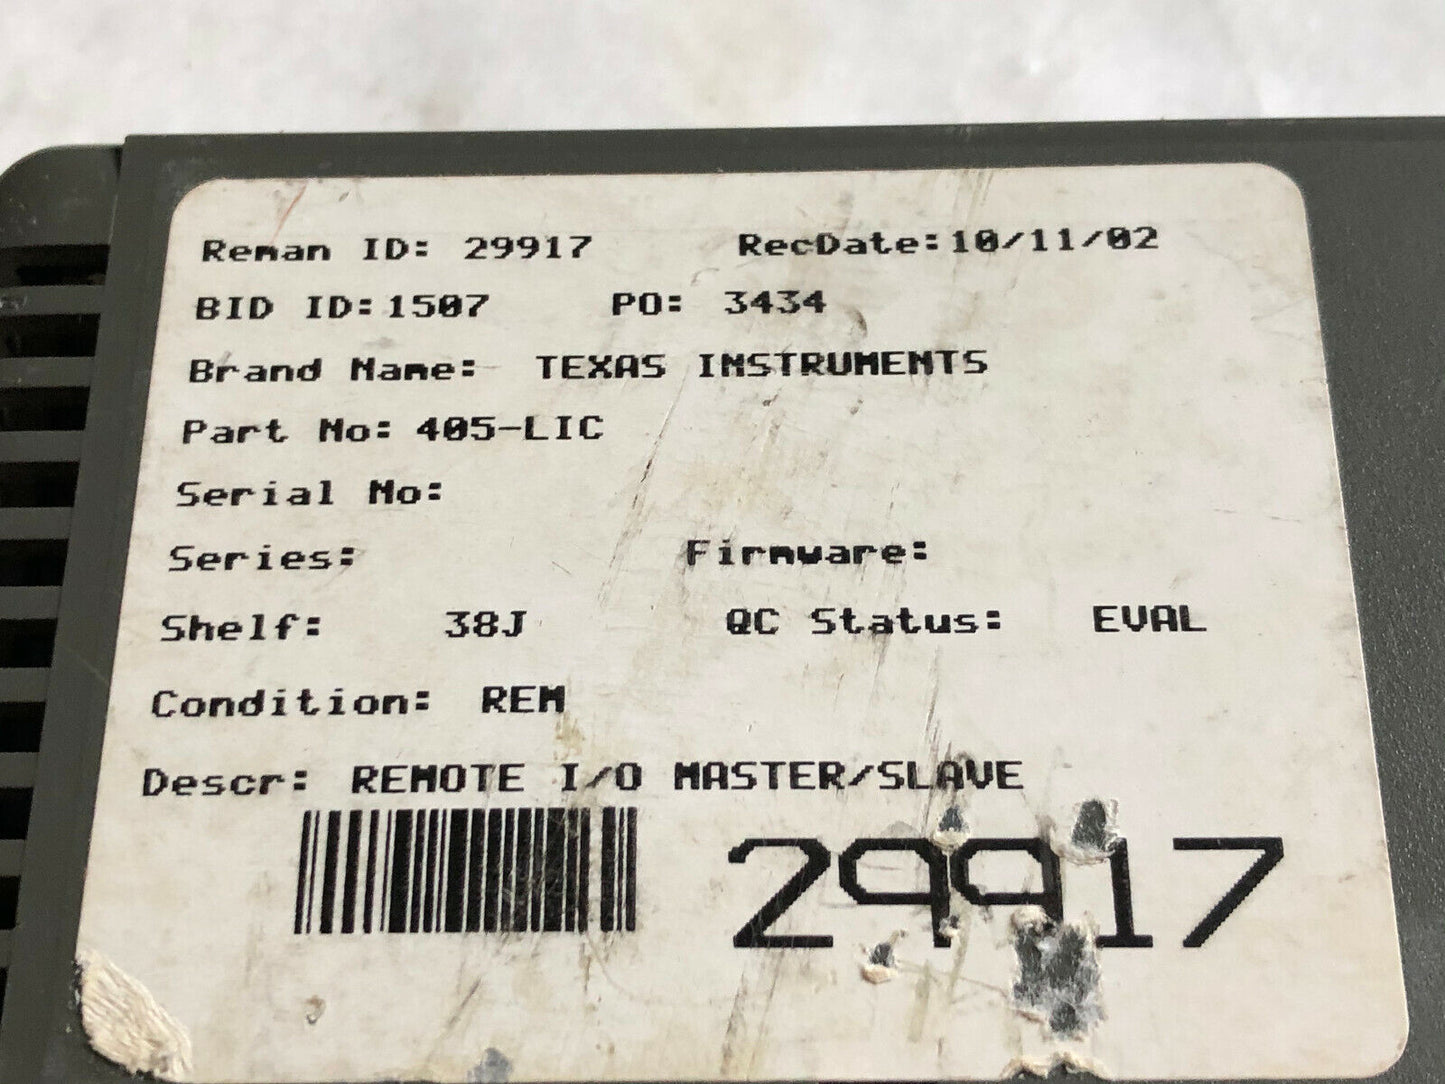 Reman ID: 29917 RecDate:10/11/02
BID ID:1507 PO: 3434
Brand Name: TEXAS INSTRUMENTS
Part No: 405-LIC
Serial No:
Series: Firmware:
Shelf: 38J QC Status: EVAL
Condition: REM
Descr: REMOTE I/O MASTER/SLAVE
29917